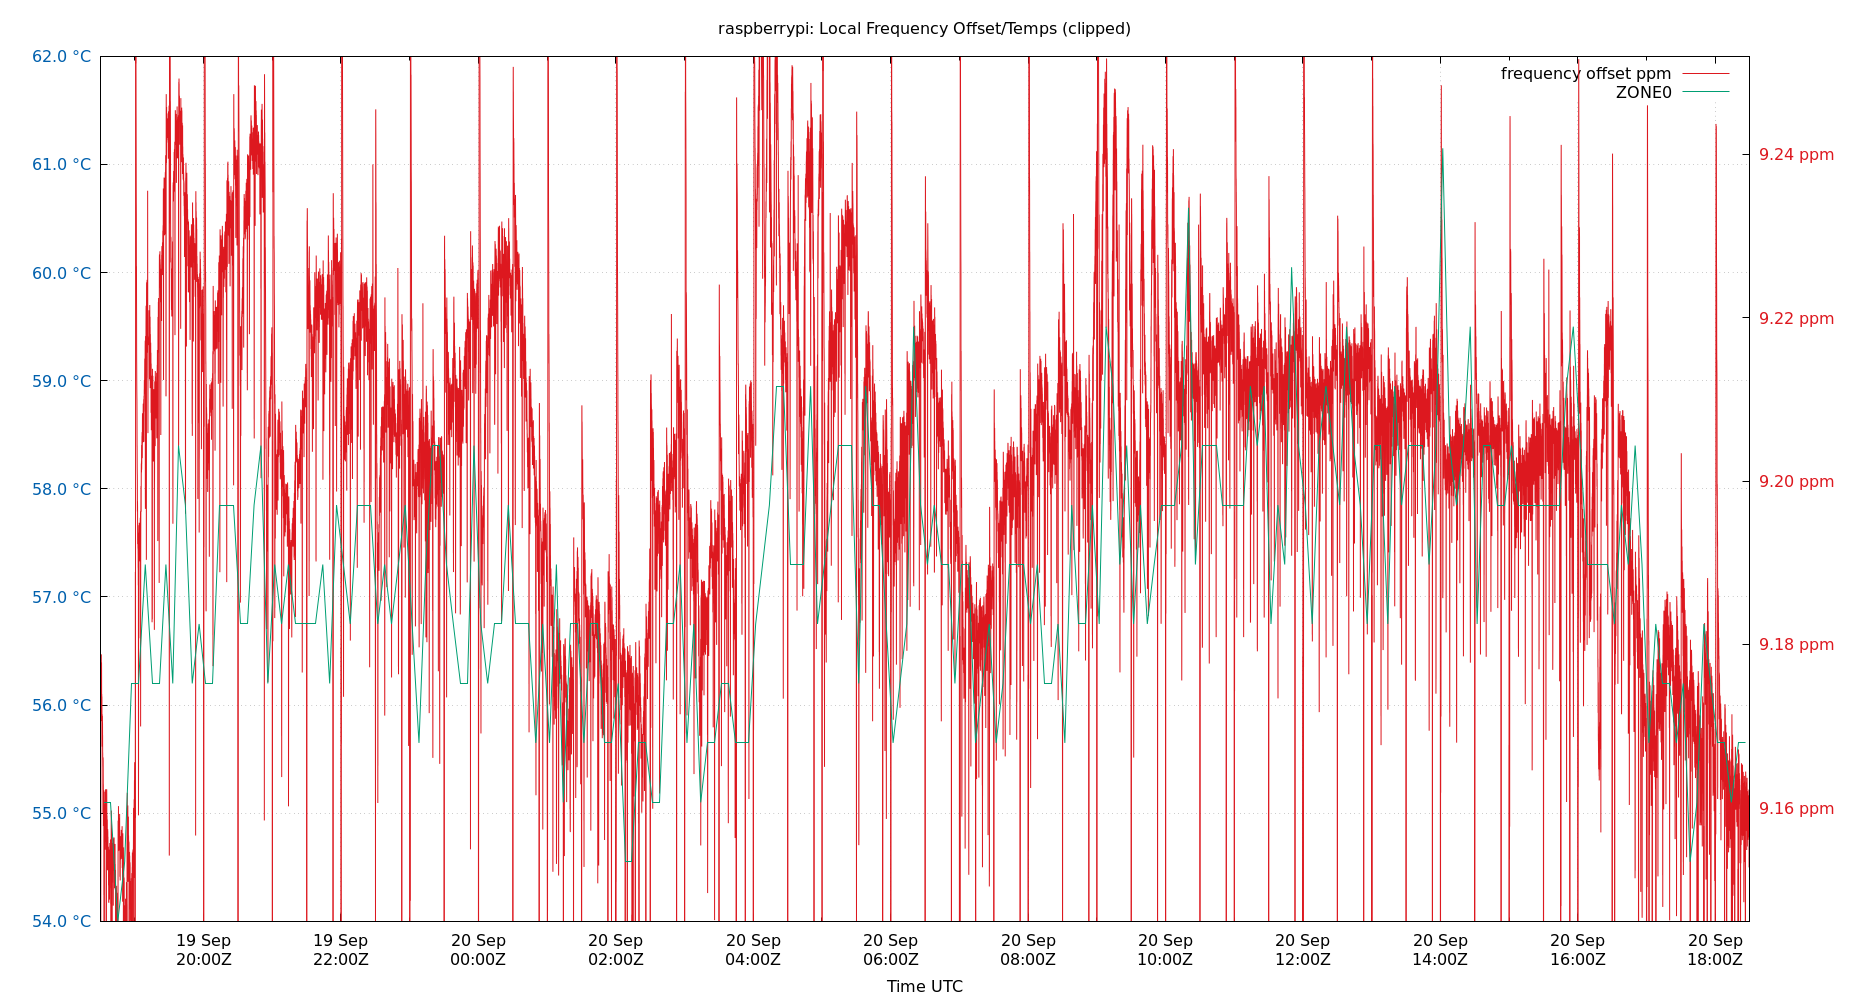 raspberrypi: Local Frequency Offset/Temps (clipped)
62.0 °C
61.0 °C
60.0 °C
59.0 °C
58.0 °C
57.0 °C
56.0 °C
55.0 °C
54.0 °C
frequency offset ppm
ZONE0
9.24 ppm
9.22 ppm
9.20 ppm
9.18 ppm
9.16 ppm
19 Sep 19 Sep 20 Sep 20 Sep 20 Sep 20 Sep 20 Sep 20 Sep 20 Sep 20 Sep 20 Sep 20 Sep
20:00Z 22:00Z 00:00Z 02:00Z 04:00Z 06:00Z 08:00Z 10:00Z 12:00Z 14:00Z 16:00Z 18:00Z
Time UTC